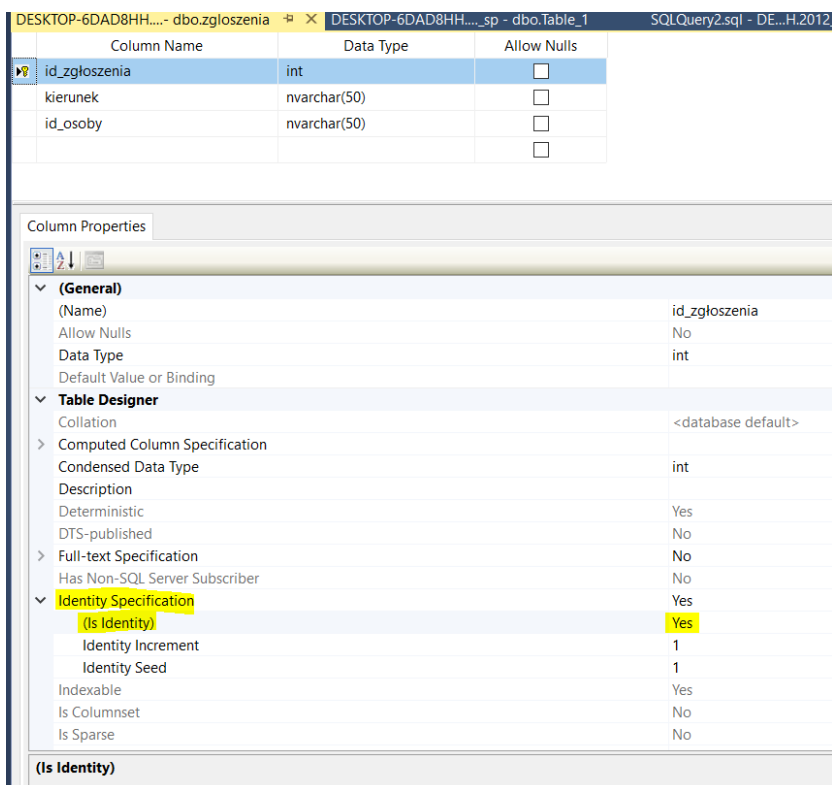 DESKTOP-6DAD8HH....- dbo.zgloszenia DESKTOP-6DAD8HH...._sp - dbo.Table_1 SQLQuery2.sql - DE...H.2012_
Column Name Data Type Allow Nulls
id_zgłoszenia int
kierunek nvarchar(50)
id_osoby nvarchar(50)
Column Properties
(General)
(Name) id_zgłoszenia
Allow Nulls No
Data Type int
Default Value or Binding
Table Designer
Collation <database default>
Computed Column Specification
Condensed Data Type int
Description
Deterministic Yes
DTS-published No
Full-text Specification No
Has Non-SQL Server Subscriber No
Identity Specification Yes
(Is Identity) Yes
Identity Increment 1
Identity Seed 1
Indexable Yes
Is Columnset No
Is Sparse No
(Is Identity)